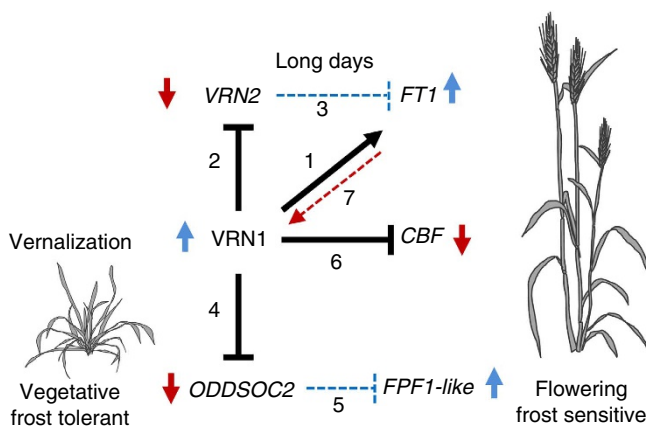 Long days
VRN2
3
FT1
2
1
7
Vernalization
VRN1
CBF
6
4
Vegetative
frost tolerant
ODDSOC2
5
FPF1-like
Flowering
frost sensitive